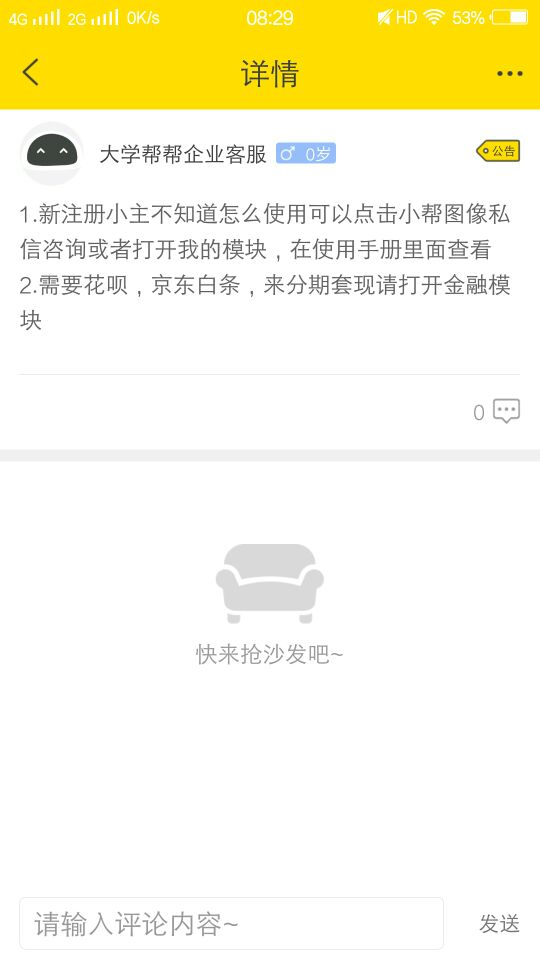 4G 2G 0K/s 08:29 HD 53%
详情
大学帮帮企业客服 ♂ 0岁 公告
1.新注册小主不知道怎么使用可以点击小帮图像私
信咨询或者打开我的模块，在使用手册里面查看
2.需要花呗，京东白条，来分期套现请打开金融模
块
0
快来抢沙发吧~
请输入评论内容~ 发送